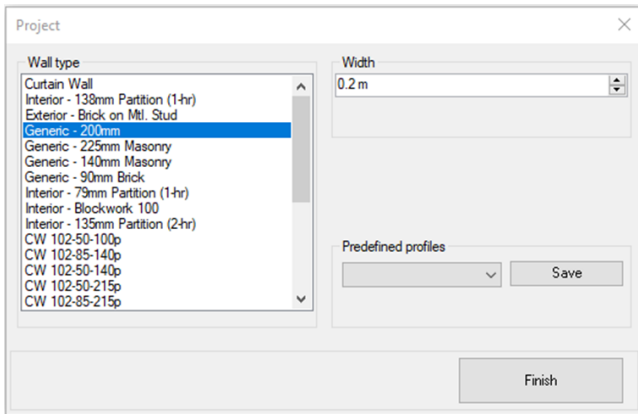 Project
Wall type
Curtain Wall
Interior - 138mm Partition (1-hr)
Exterior - Brick on Mtl. Stud
Generic - 200mm
Generic - 225mm Masonry
Generic - 140mm Masonry
Generic - 90mm Brick
Interior - 79mm Partition (1-hr)
Interior - Blockwork 100
Interior - 135mm Partition (2-hr)
CW 102-50-100p
CW 102-85-140p
CW 102-50-140p
CW 102-50-215p
CW 102-85-215p
Width
0.2 m
Predefined profiles
Save
Finish